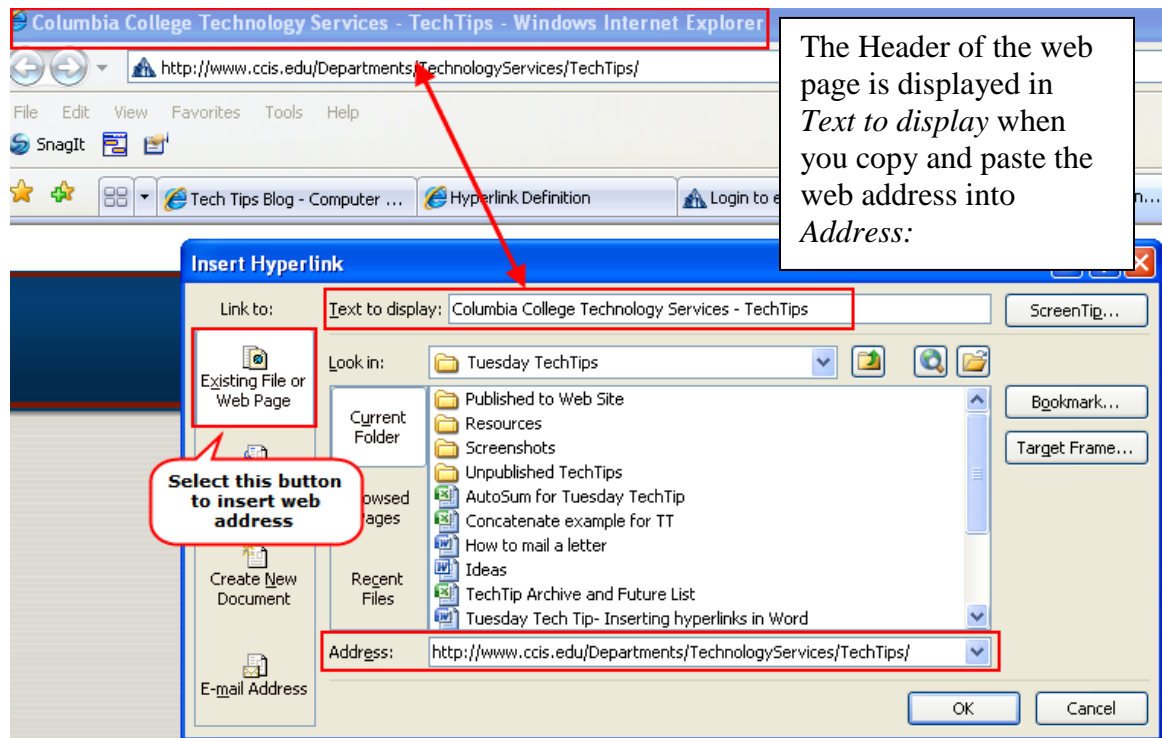 Columbia College Technology Services - TechTips - Windows Internet Explorer
http://www.ccis.edu/Departments/TechnologyServices/TechTips/
File Edit View Favorites Tools Help
SnagIt
Tech Tips Blog - Computer ... Hyperlink Definition Login to
The Header of the web
page is displayed in
Text to display when
you copy and paste the
web address into
Address:
Insert Hyperlink
Link to:
Text to display: Columbia College Technology Services - TechTips
ScreenTip...
Existing File or
Web Page
Look in: Tuesday TechTips
Current
Folder
Published to Web Site
Resources
Screenshots
Unpublished TechTips
AutoSum for Tuesday TechTip
Concatenate example for TT
How to mail a letter
Ideas
TechTip Archive and Future List
Tuesday Tech Tip- Inserting hyperlinks in Word
Bookmark...
Target Frame...
Select this button
to insert web
address
Create New
Document
Recent
Files
Address: http://www.ccis.edu/Departments/TechnologyServices/TechTips/
E-mail Address
OK Cancel